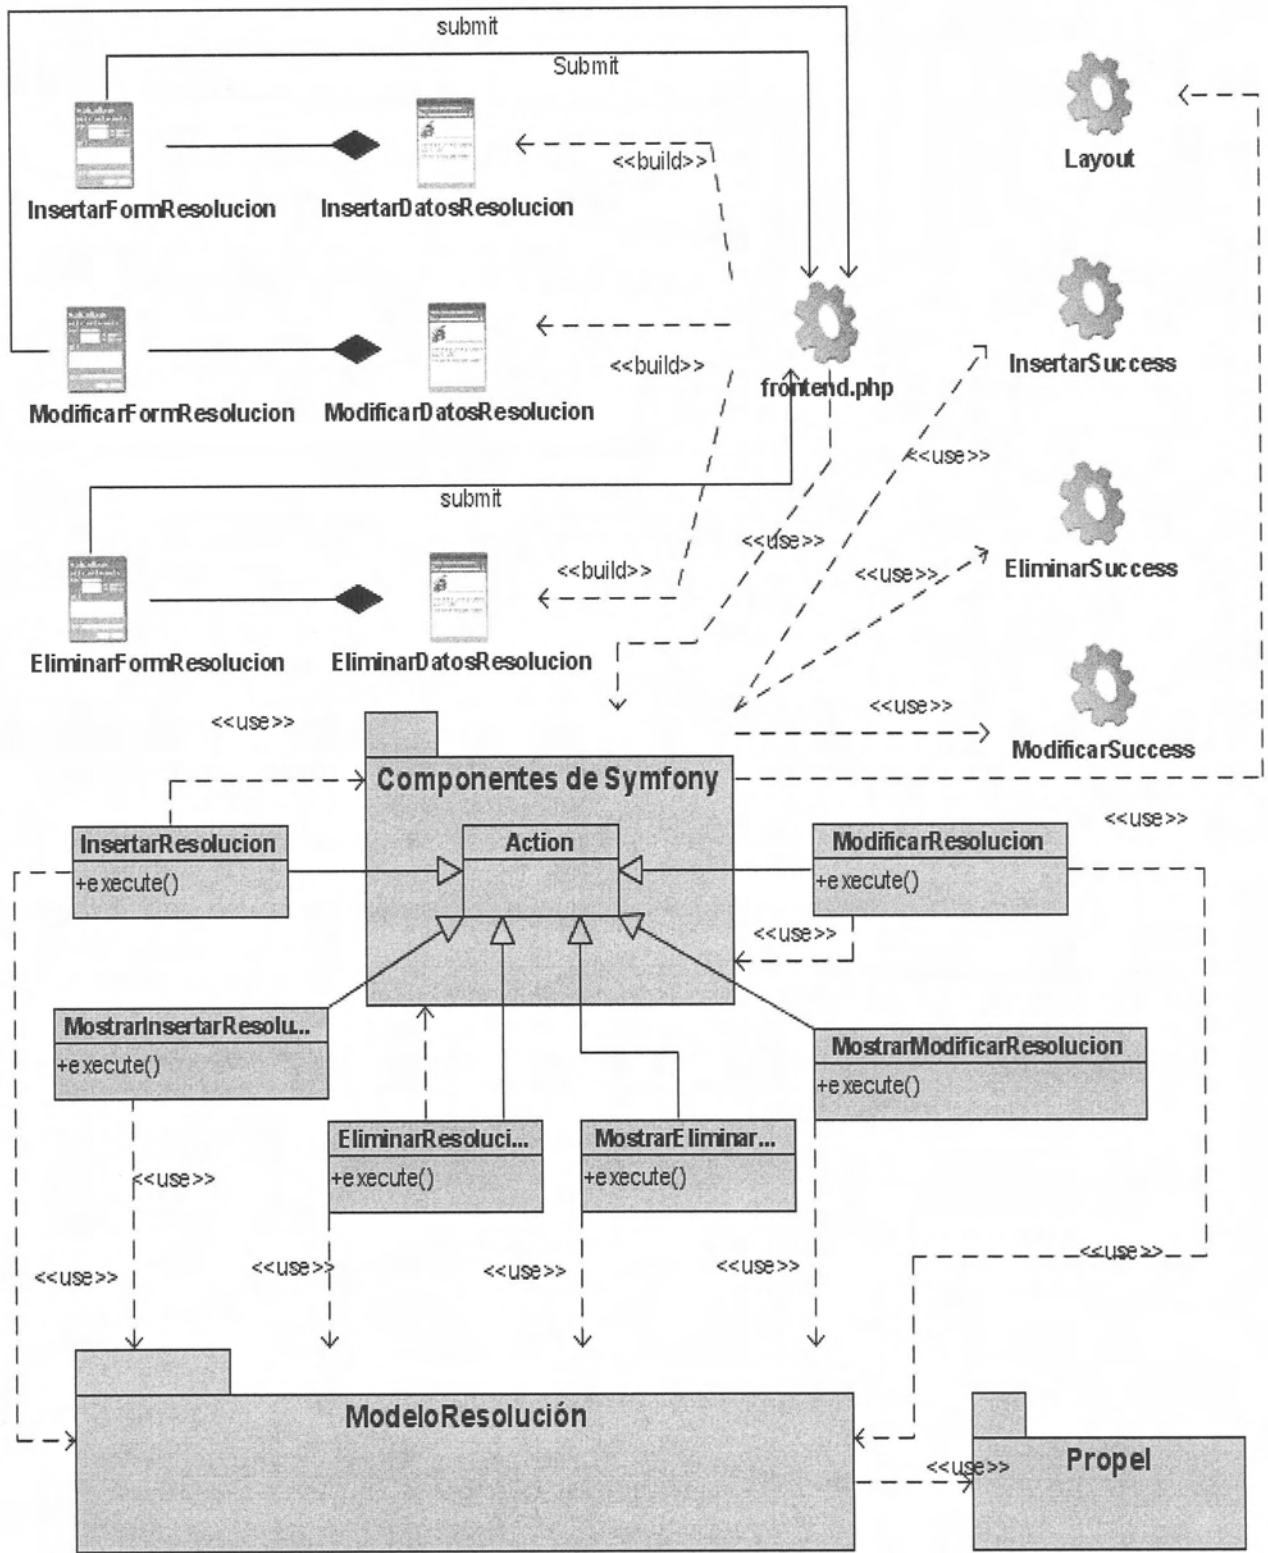 submit
Submit
<<build>>
Layout
InsertarFormResolucion
InsertarDatosResolucion
InsertarSuccess
<<build>>
frontend.php
ModificarFormResolucion
ModificarDatosResolucion
<<use>>
submit
<<use>>
<<build>>
<<use>>
EliminarSuccess
EliminarFormResolucion
EliminarDatosResolucion
<<use>>
<<use>>
ModificarSuccess
Componentes de Symfony
<<use>>
InsertarResolucion
+execute()
Action
ModificarResolucion
+execute()
<<use>>
MostrarInsertarResolu...
+execute()
MostrarModificarResolucion
+execute()
EliminarResoluci...
+execute()
MostrarEliminar...
+execute()
<<use>>
<<use>>
<<use>>
<<use>>
<<use>>
<<use>>
ModeloResolución
<<use>>
Propel